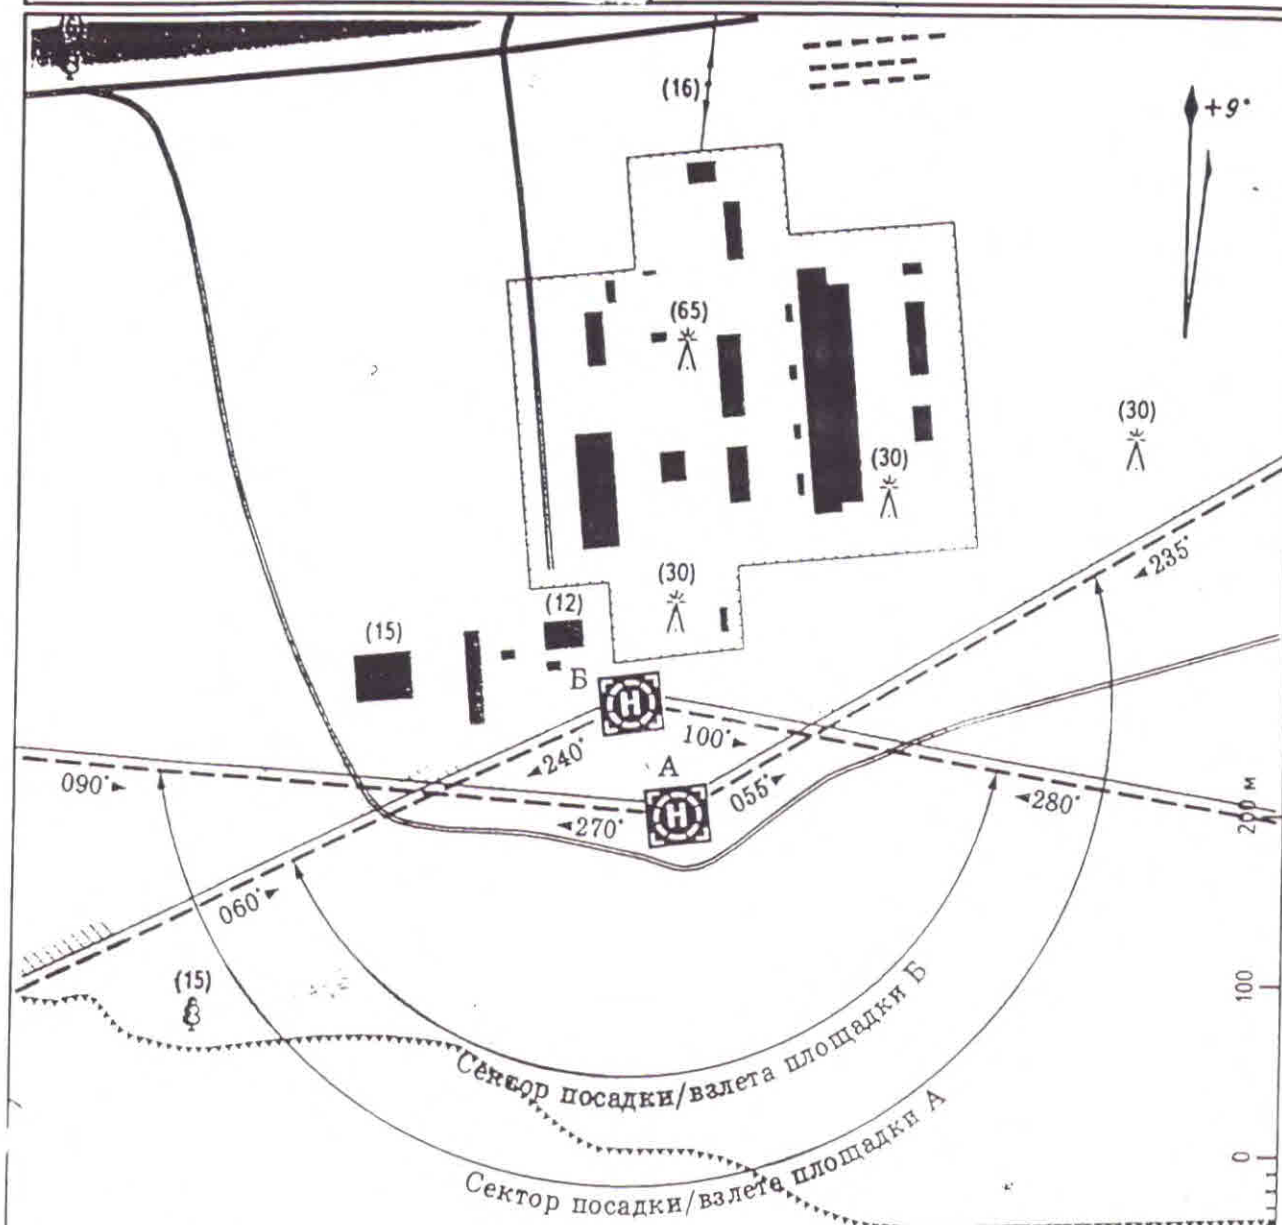 (16)
+9°
(65)
(30)
(30)
(30)
(12)
(15)
235°
Б
240°
100°
А
055°
090°
270°
280°
200 м
060°
(15)
100
Сектор посадки/взлета площадки Б
Сектор посадки/взлета площадки А
0
H
H